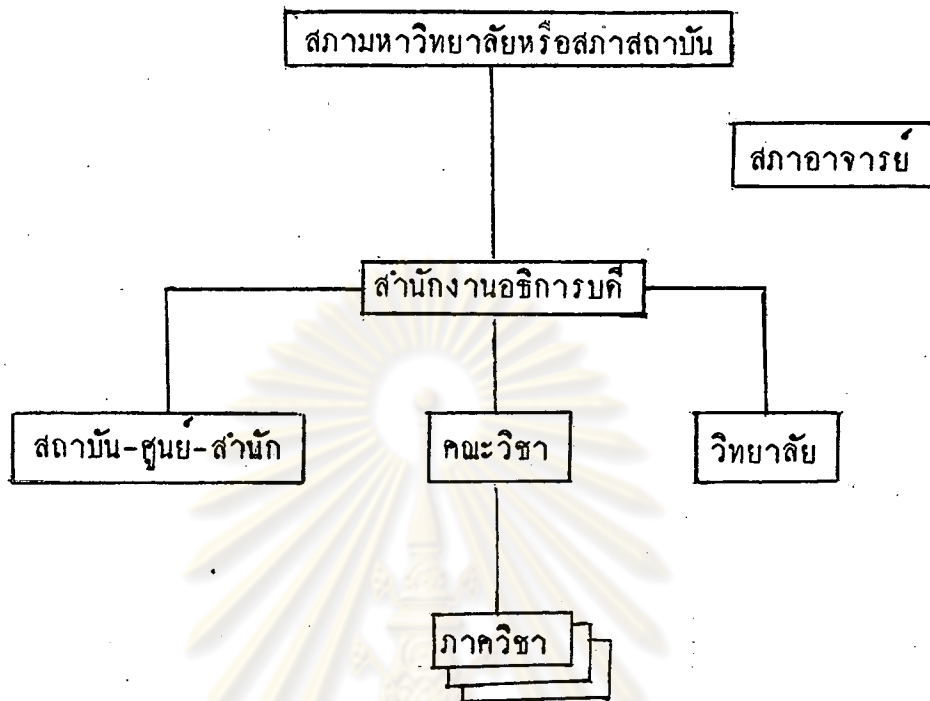 สภามหาวิทยาลัยหรือสภาสถาบัน
สภาอาจารย์
สำนักงานอธิการบดี
สถาบัน-ศูนย์-สำนัก
คณะวิชา
วิทยาลัย
ภาควิชา